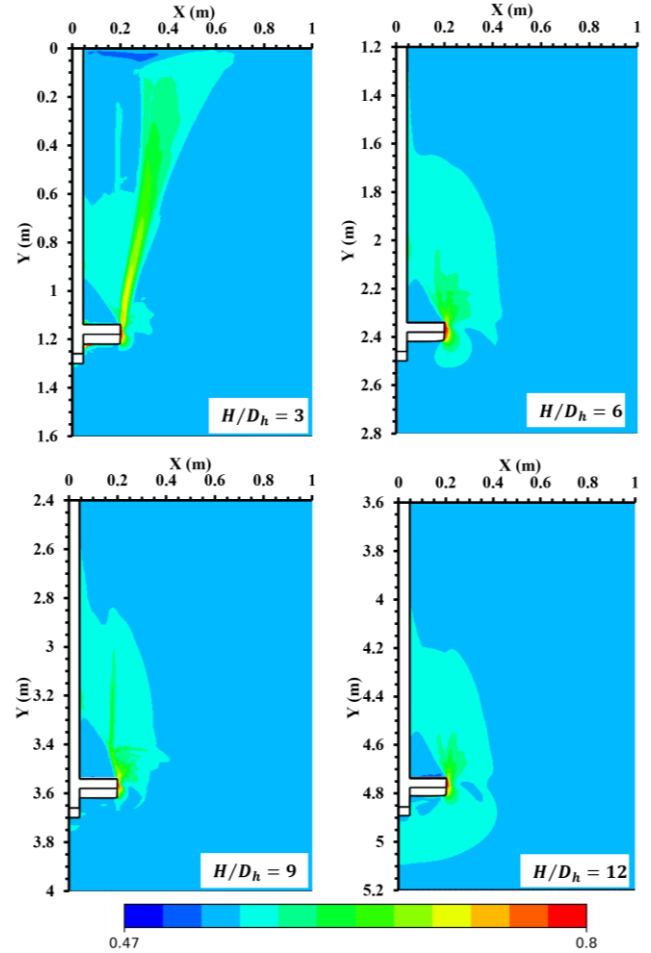 X (m)
0 0.2 0.4 0.6 0.8 1
Y (m)
0
0.2
0.4
0.6
0.8
1
1.2
1.4
1.6
H/D_h = 3
X (m)
0 0.2 0.4 0.6 0.8 1
Y (m)
1.2
1.4
1.6
1.8
2
2.2
2.4
2.6
2.8
H/D_h = 6
X (m)
0 0.2 0.4 0.6 0.8 1
Y (m)
2.4
2.6
2.8
3
3.2
3.4
3.6
3.8
4
H/D_h = 9
X (m)
0 0.2 0.4 0.6 0.8 1
Y (m)
3.6
3.8
4
4.2
4.4
4.6
4.8
5
5.2
H/D_h = 12
0.47 0.8